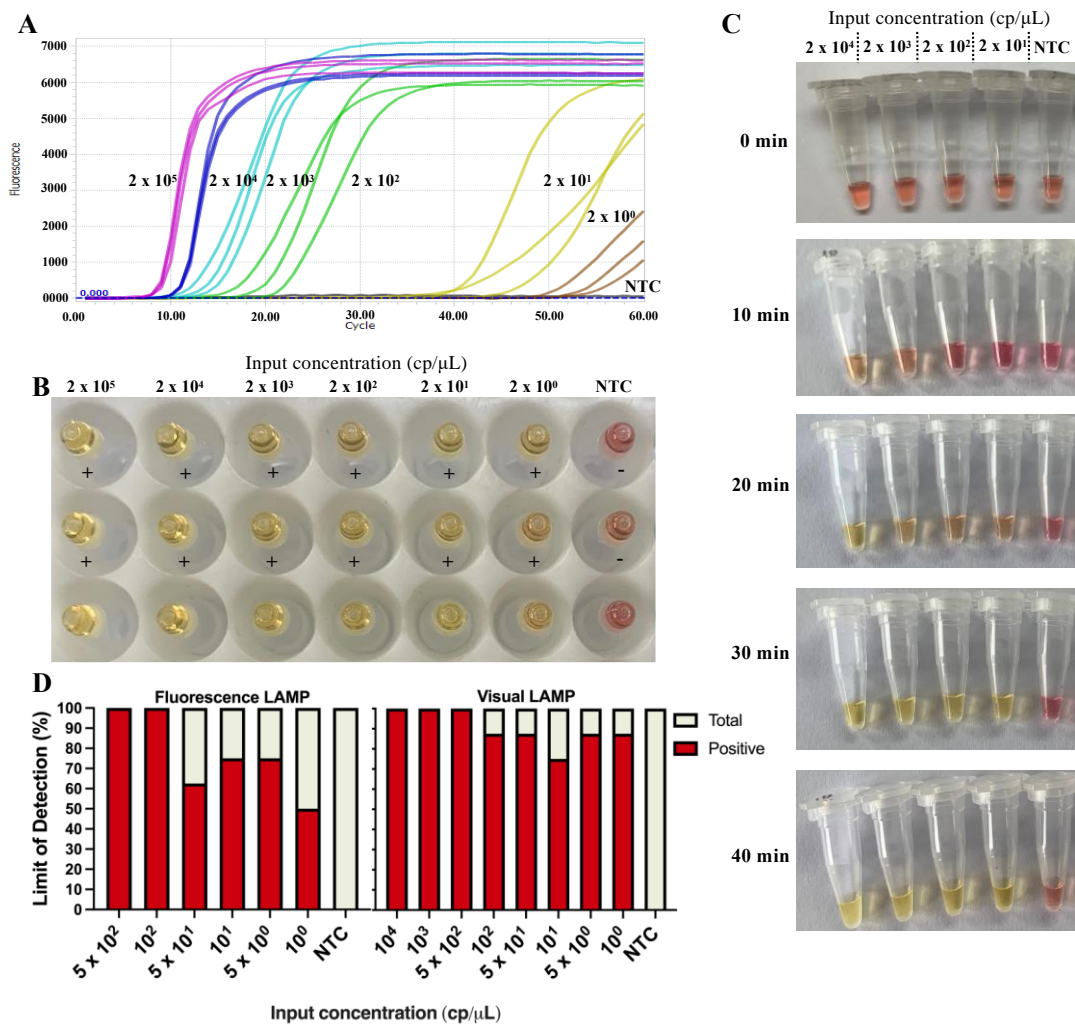 A
7000
6000
5000
4000
3000
2000
1000
0000
Fluorescence
0.000
2 x 10⁵
2 x 10⁴
2 x 10³
2 x 10²
2 x 10¹
2 x 10⁰
NTC
0.00 10.00 20.00 30.00 40.00 50.00 60.00
Cycle
B
Input concentration (cp/µL)
2 x 10⁵ 2 x 10⁴ 2 x 10³ 2 x 10² 2 x 10¹ 2 x 10⁰ NTC
+ + + + + + -
+ + + + + + -
C
Input concentration (cp/µL)
2 x 10⁴ 2 x 10³ 2 x 10² 2 x 10¹ NTC
0 min
10 min
20 min
30 min
40 min
D
Fluorescence LAMP
Visual LAMP
Total
Positive
Limit of Detection (%)
100
90
80
70
60
50
40
30
20
10
0
5 x 10² 10² 5 x 10¹ 10¹ 5 x 10⁰ 10⁰ NTC
10⁴ 10³ 5 x 10² 10² 5 x 10¹ 10¹ 5 x 10⁰ 10⁰ NTC
Input concentration (cp/µL)